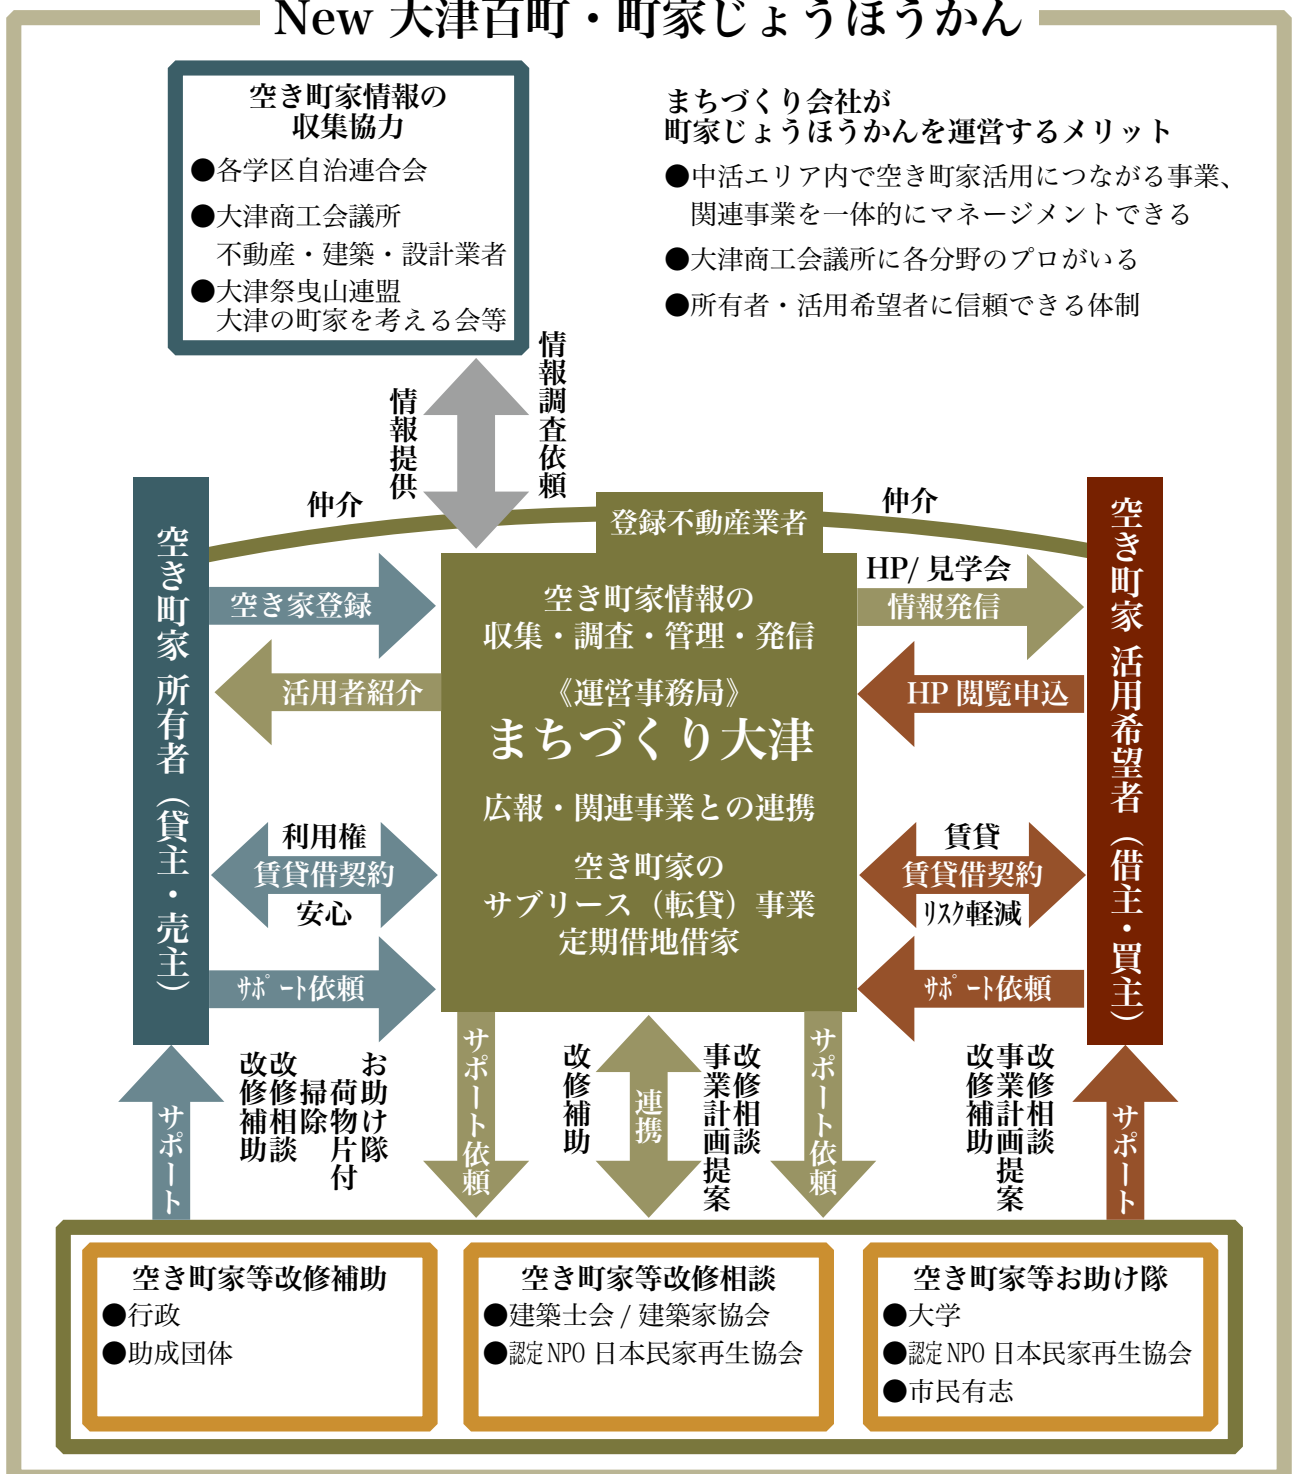 New 大津百町・町家じょうほうかん
空き町家情報の
収集協力
●各学区自治連合会
●大津商工会議所
不動産・建築・設計業者
●大津祭曳山連盟
大津の町家を考える会等
まちづくり会社が
町家じょうほうかんを運営するメリット
●中活エリア内で空き町家活用につながる事業、
関連事業を一体的にマネージメントできる
●大津商工会議所に各分野のプロがいる
●所有者・活用希望者に信頼できる体制
情報提供
情報調査依頼
仲介
登録不動産業者
仲介
空き町家 所有者（貸主・売主）
空き家登録
活用者紹介
利用権
賃貸借契約
安心
サポート依頼
空き町家情報の
収集・調査・管理・発信
《運営事務局》
まちづくり大津
広報・関連事業との連携
空き町家の
サブリース（転貸）事業
定期借地借家
HP/ 見学会
情報発信
HP 閲覧申込
賃貸
賃貸借契約
リスク軽減
サポート依頼
空き町家 活用希望者（借主・買主）
サポート
お助け隊
荷物片付
掃除
改修相談
改修補助
サポート依頼
改修補助
連携
改修相談
事業計画提案
サポート依頼
改修相談
事業計画提案
改修補助
サポート
空き町家等改修補助
●行政
●助成団体
空き町家等改修相談
●建築士会 / 建築家協会
●認定 NPO 日本民家再生協会
空き町家等お助け隊
●大学
●認定 NPO 日本民家再生協会
●市民有志